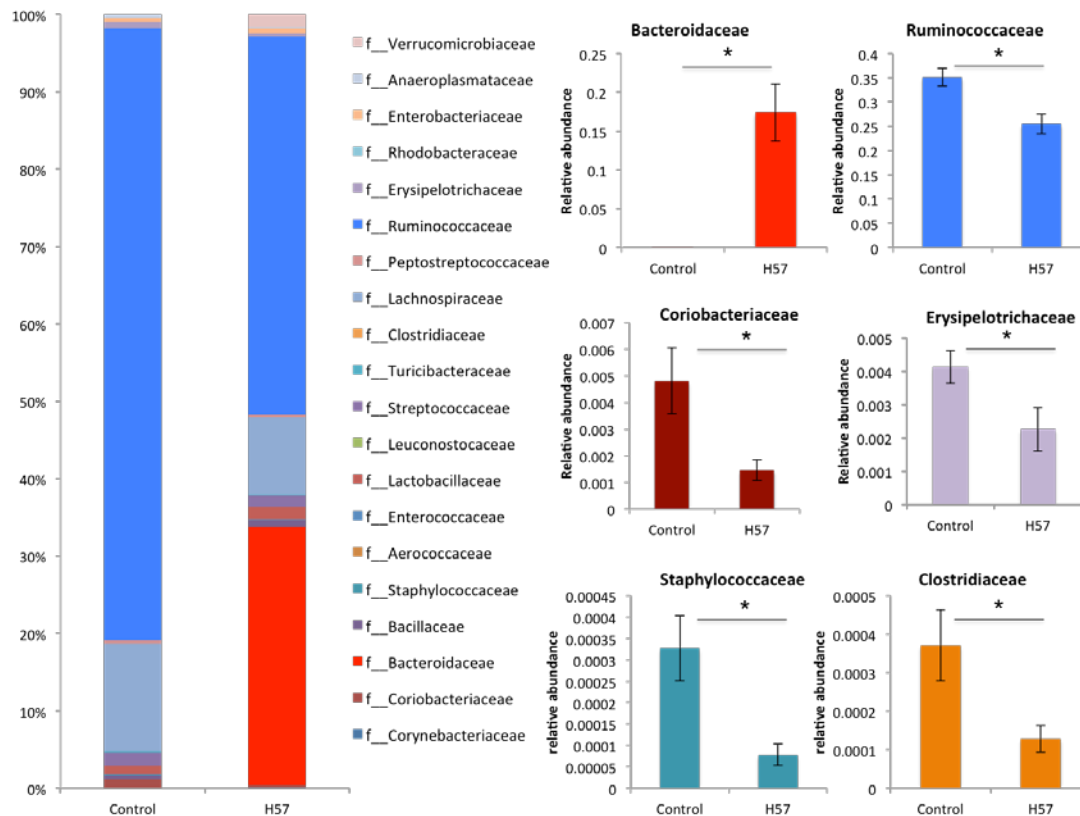 100%
90%
80%
70%
60%
50%
40%
30%
20%
10%
0%
Control
H57
f__Verrucomicrobiaceae
f__Anaeroplasmataceae
f__Enterobacteriaceae
f__Rhodobacteraceae
f__Erysipelotrichaceae
f__Ruminococcaceae
f__Peptostreptococcaceae
f__Lachnospiraceae
f__Clostridiaceae
f__Turicibacteraceae
f__Streptococcaceae
f__Leuconostocaceae
f__Lactobacillaceae
f__Enterococcaceae
f__Aerococcaceae
f__Staphylococcaceae
f__Bacillaceae
f__Bacteroidaceae
f__Coriobacteriaceae
f__Corynebacteriaceae
Bacteroidaceae
*
Relative abundance
0.25
0.2
0.15
0.1
0.05
0
Control
H57
Ruminococcaceae
*
Relative abundance
0.4
0.35
0.3
0.25
0.2
0.15
0.1
0.05
0
Control
H57
Coriobacteriaceae
*
Relative abundance
0.007
0.006
0.005
0.004
0.003
0.002
0.001
0
Control
H57
Erysipelotrichaceae
*
Relative abundance
0.005
0.004
0.003
0.002
0.001
0
Control
H57
Staphylococcaceae
*
relative abundance
0.00045
0.0004
0.00035
0.0003
0.00025
0.0002
0.00015
0.0001
0.00005
0
Control
H57
Clostridiaceae
*
relative abundance
0.0005
0.0004
0.0003
0.0002
0.0001
0
Control
H57